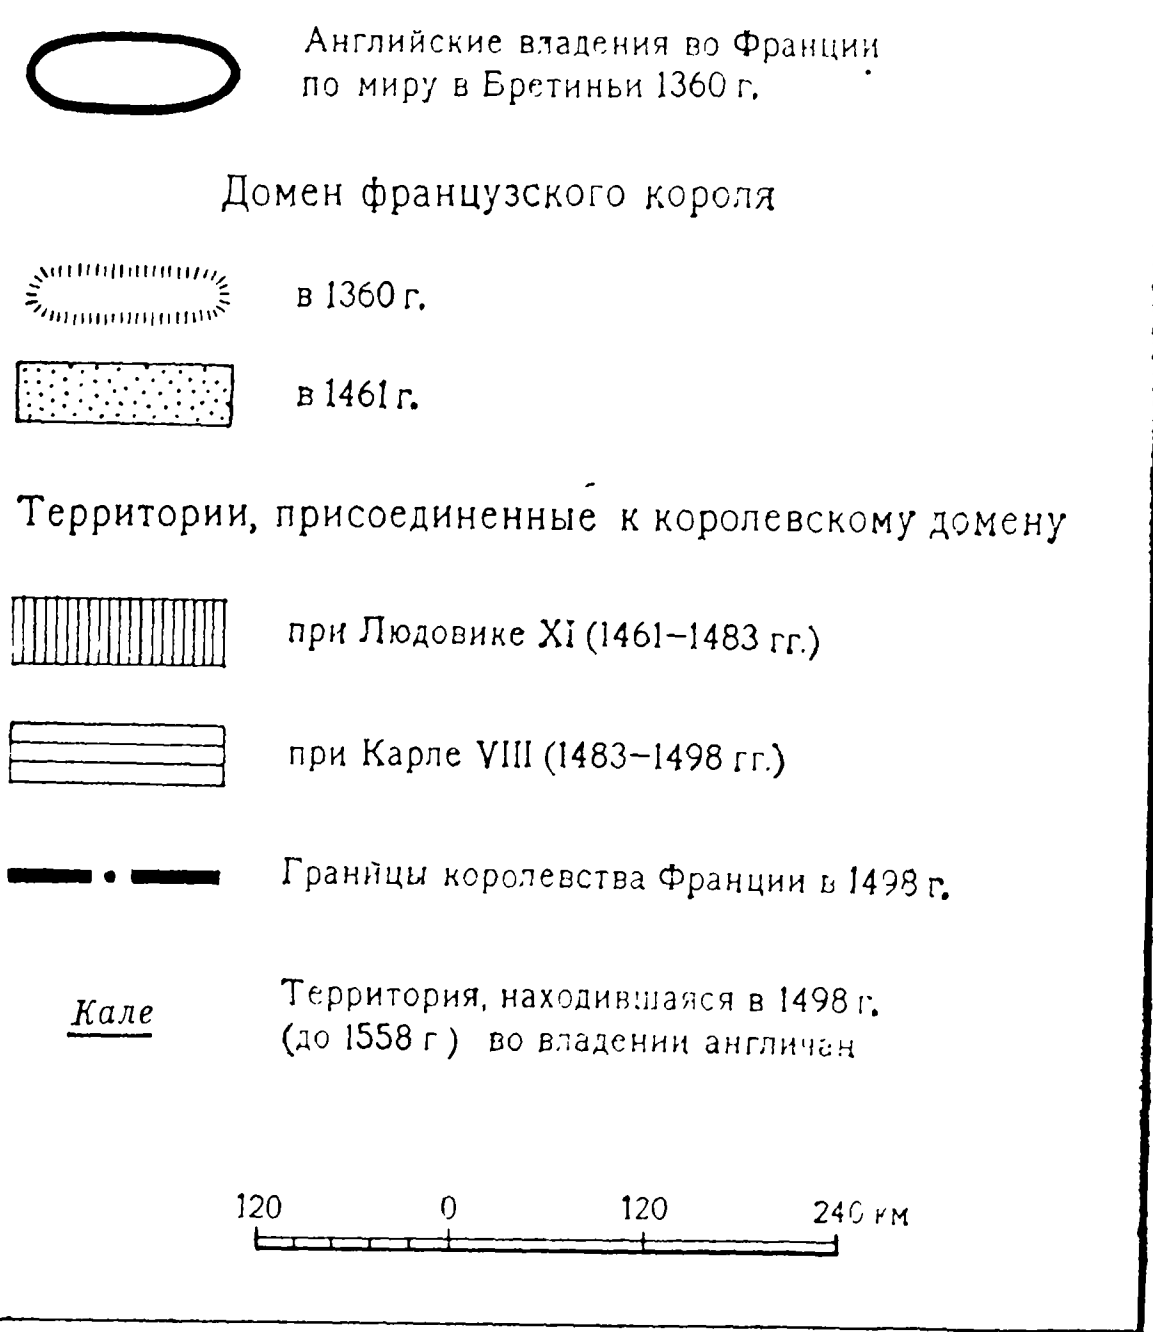 Английские владения во Франции
по миру в Бретиньи 1360 г.
Домен французского короля
в 1360 г.
в 1461 г.
Территории, присоединенные к королевскому домену
при Людовике XI (1461–1483 гг.)
при Карле VIII (1483–1498 гг.)
Границы королевства Франции в 1498 г.
Кале
Территория, находившаяся в 1498 г.
(до 1558 г ) во владении англичан
120 0 120 240 км